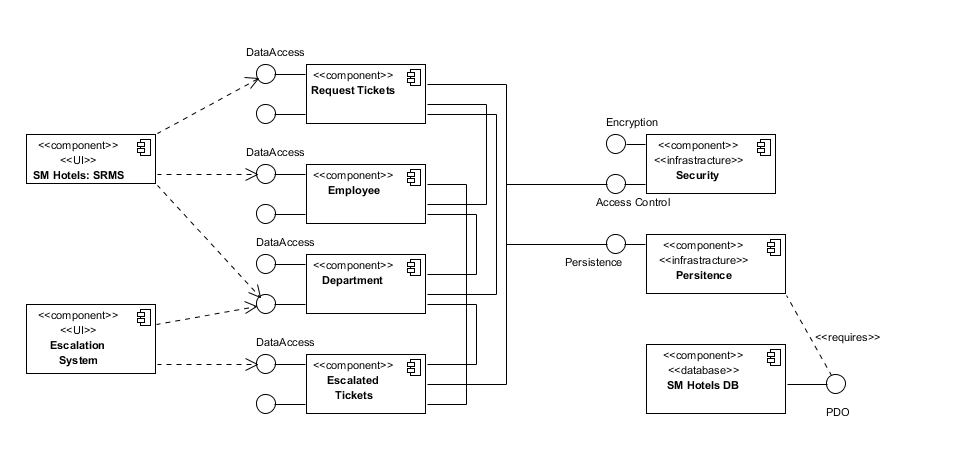 DataAccess
<<component>>
Request Tickets
<<component>>
<<UI>>
SM Hotels: SRMS
DataAccess
<<component>>
Employee
Encryption
<<component>>
<<infrastracture>>
Security
Access Control
DataAccess
<<component>>
Department
<<component>>
<<infrastracture>>
Persitence
Persistence
<<component>>
<<UI>>
Escalation
System
DataAccess
<<component>>
Escalated
Tickets
<<requires>>
<<component>>
<<database>>
SM Hotels DB
PDO